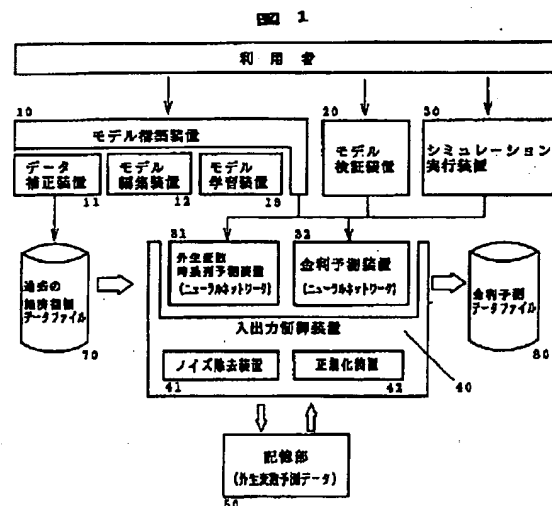 図 1
利用者
10
20
30
モデル構築装置
モデル
検証装置
シミュレーション
実行装置
データ
補正装置
モデル
編集装置
モデル
学習装置
11
12
13
31
32
外生変数
時系列予測装置
(ニューラルネットワーク)
金利予測装置
(ニューラルネットワーク)
過去の
経済指標
データファイル
金利予測
データファイル
入出力制御装置
70
80
ノイズ除去装置
正規化装置
40
41
42
記憶部
(外生変数予測データ)
50